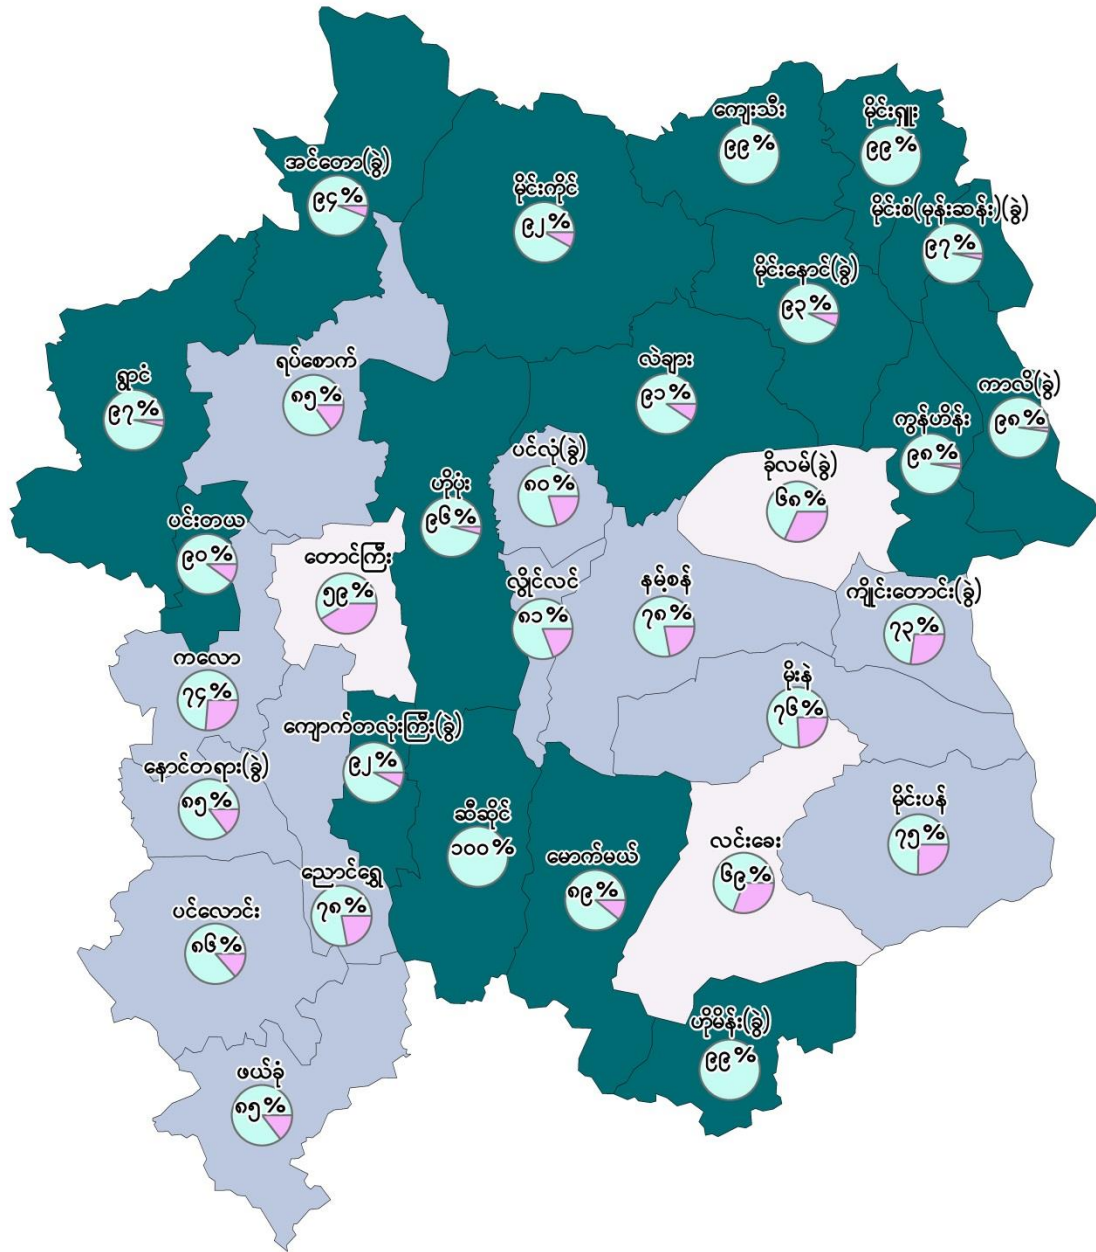 ကျေးသီး
၉၉%
မိုင်းရှူး
၉၉%
အင်တော(ခွဲ)
၉၄%
မိုင်းကိုင်
၉၂%
မိုင်းစံ(မုန်းဆန်း)(ခွဲ)
၉၇%
မိုင်းနောင်(ခွဲ)
၉၃%
ရပ်စောက်
၈၅%
လဲချား
၉၁%
ရွာငံ
၉၇%
ကာလိ(ခွဲ)
၉၈%
ကွန်ဟိန်း
၉၈%
ပင်လုံ(ခွဲ)
၈၀%
ခိုလမ်(ခွဲ)
၆၈%
ဟိုပုံး
၉၆%
ပင်းတယ
၉၀%
တောင်ကြီး
၅၉%
လွိုင်လင်
၈၁%
နမ့်စန်
၇၈%
ကျိုင်းတောင်း(ခွဲ)
၇၃%
ကလော
၇၄%
မိုးနဲ
၇၆%
ကျောက်တလုံးကြီး(ခွဲ)
၉၂%
နောင်တရား(ခွဲ)
၈၅%
ဆီဆိုင်
၁၀၀%
မိုင်းပန်
၇၅%
လင်းခေး
၆၉%
မောက်မယ်
၈၉%
ညောင်ရွှေ
၇၈%
ပင်လောင်း
၈၆%
ဟိုမိန်း(ခွဲ)
၉၉%
ဖယ်ခုံ
၈၅%